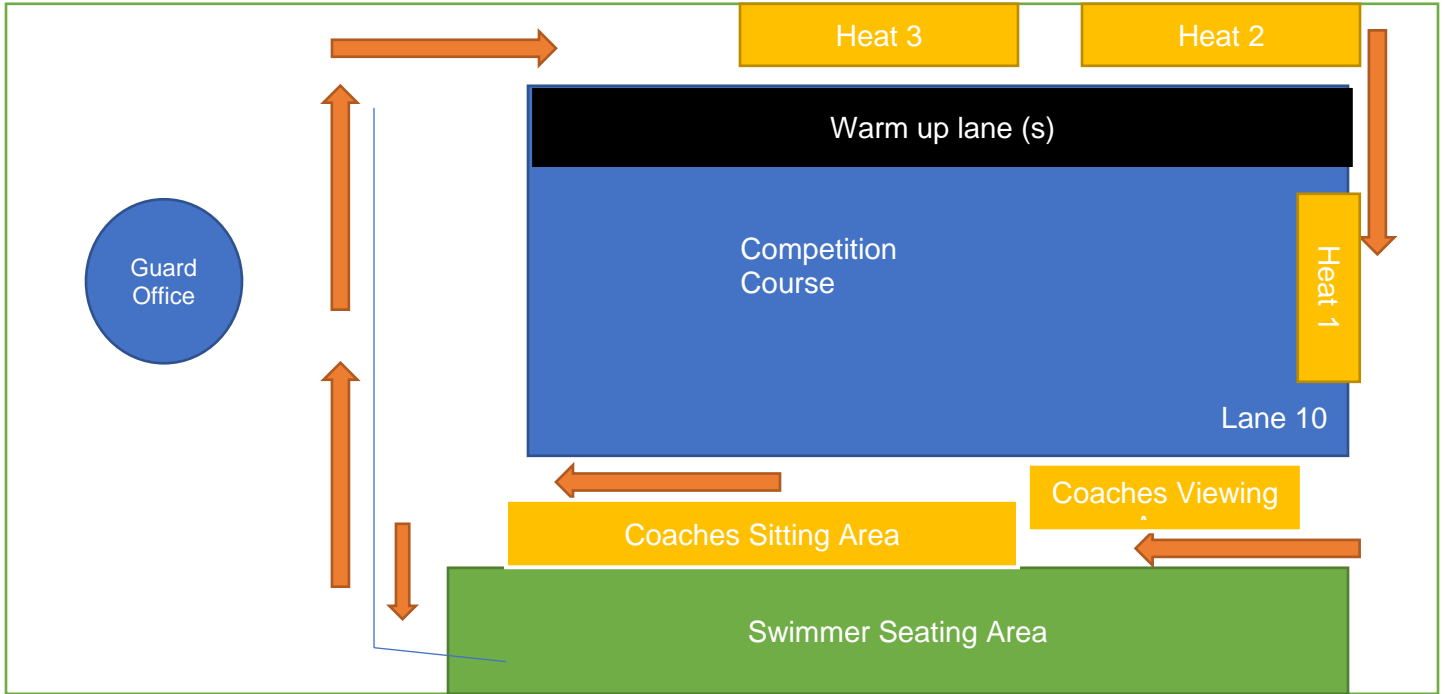 Heat 3
Heat 2
Warm up lane (s)
Competition
Course
Guard
Office
Heat 1
Lane 10
Coaches Viewing
Coaches Sitting Area
Swimmer Seating Area